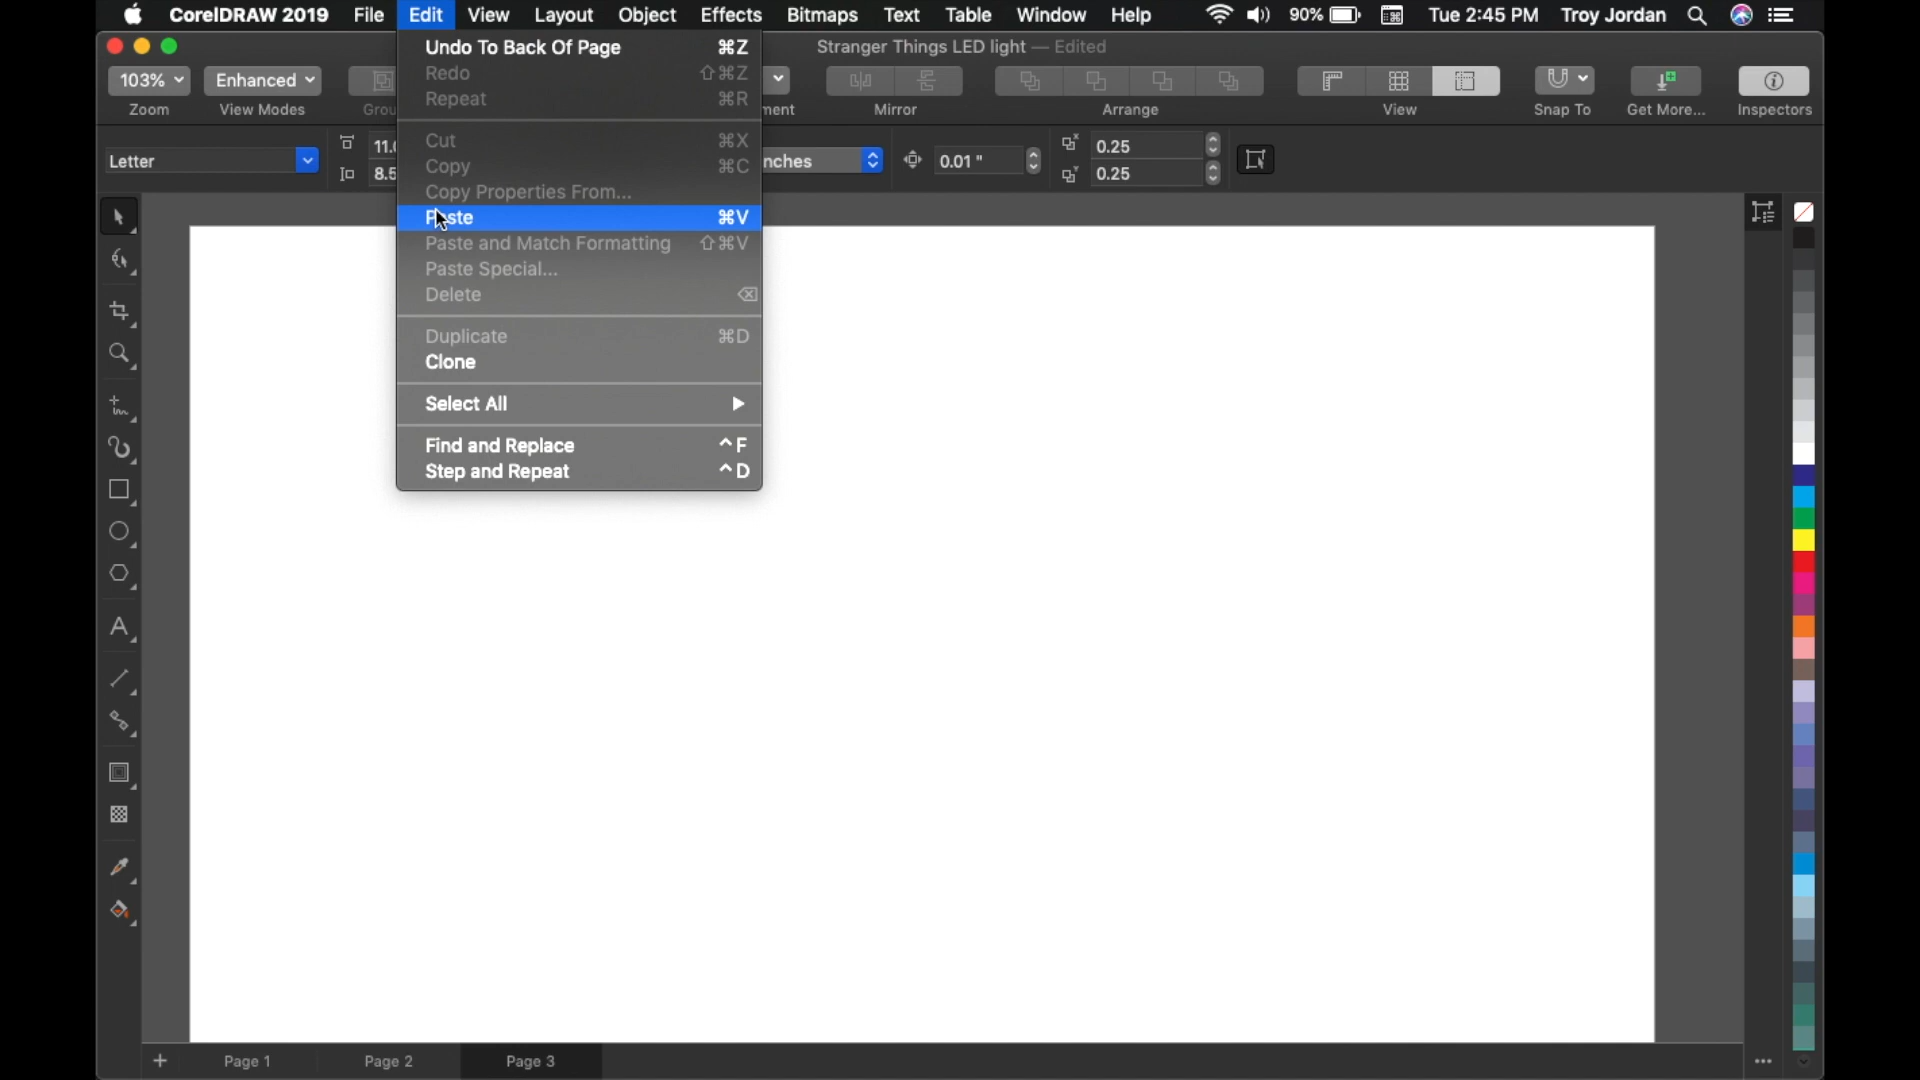 CorelDRAW 2019 File Edit View Layout Object Effects Bitmaps Text Table Window Help 90% Tue 2:45 PM Troy Jordan
Stranger Things LED light — Edited
103% Enhanced
Zoom View Modes Mirror Arrange View Snap To Get More... Inspectors
Undo To Back Of Page ⌘Z
Redo ⇧⌘Z
Repeat ⌘R
Cut ⌘X
Copy ⌘C
Copy Properties From...
Paste ⌘V
Paste and Match Formatting ⇧⌘V
Paste Special...
Delete ⌫
Duplicate ⌘D
Clone
Select All ▶
Find and Replace ^F
Step and Repeat ^D
Letter 0.01 " 0.25
0.25
Page 1 Page 2 Page 3